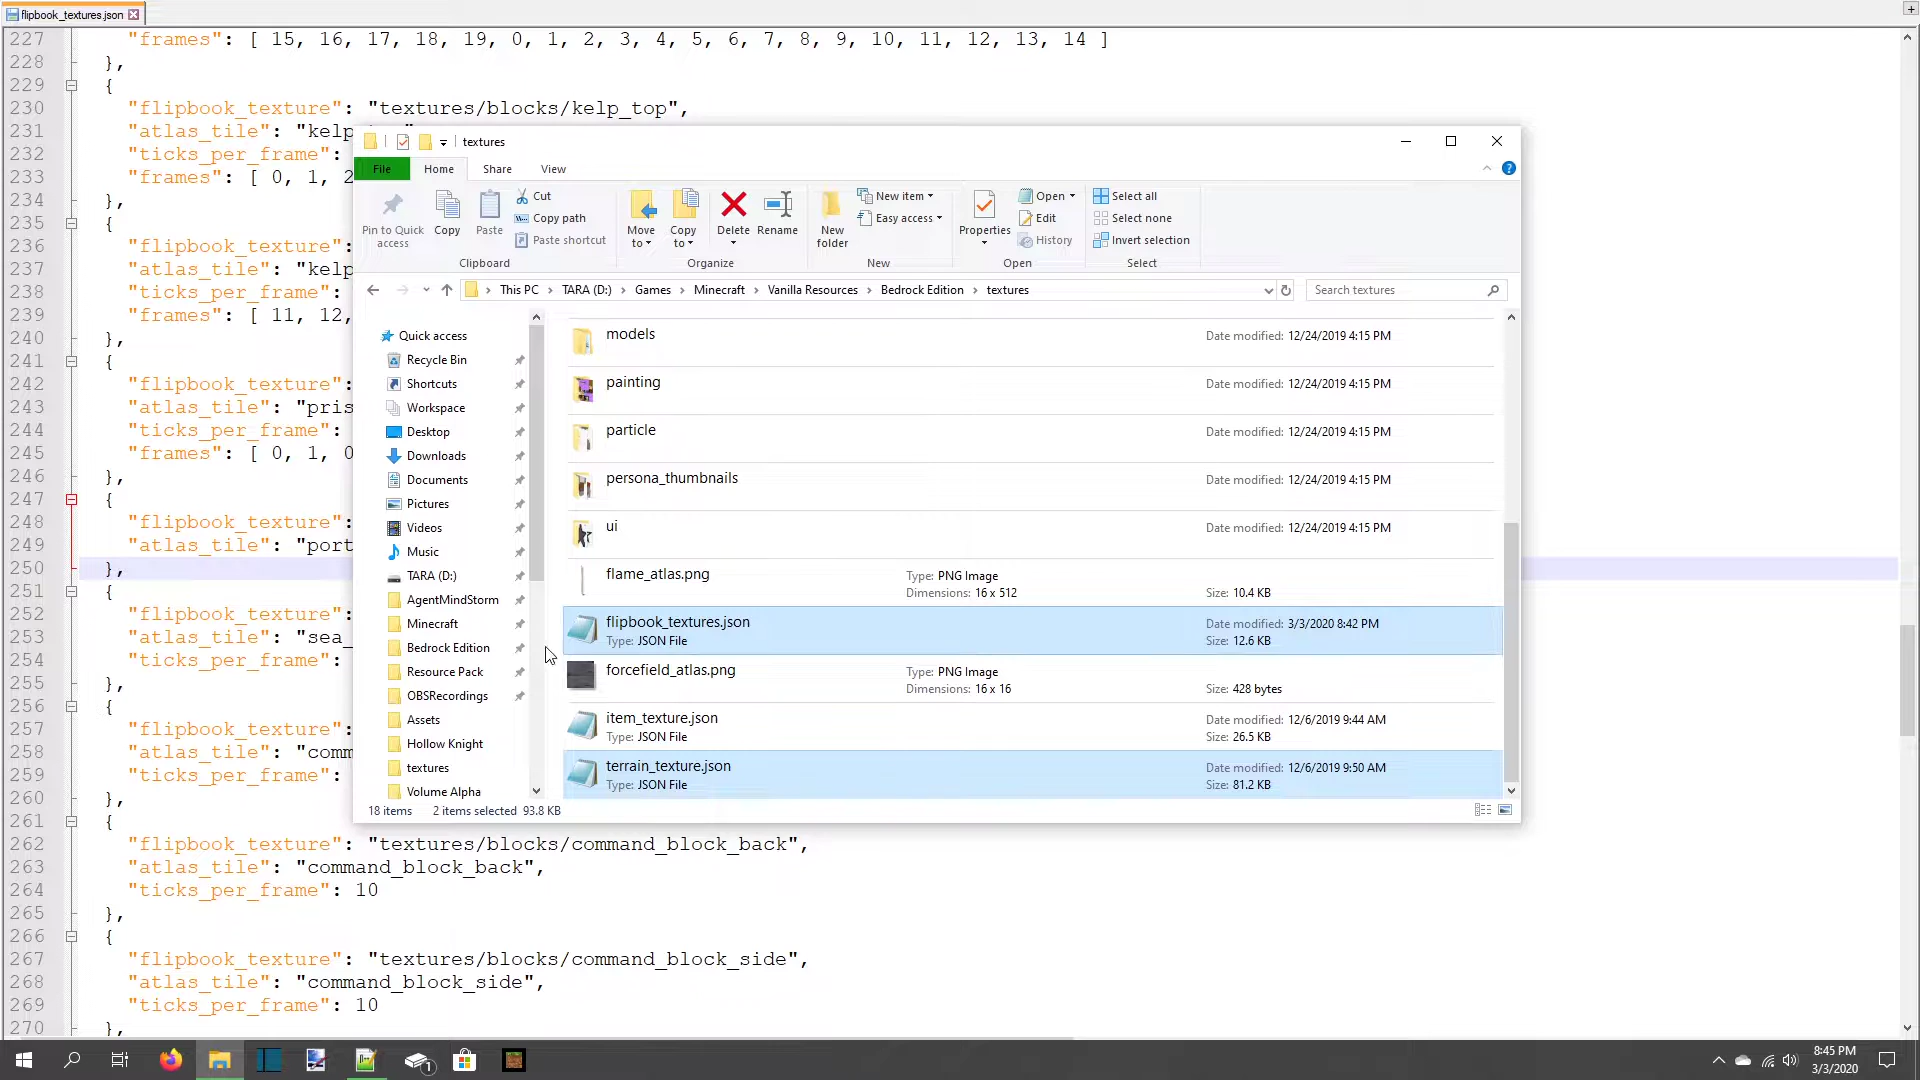 flipbook_textures.json
227 "frames": [ 15, 16, 17, 18, 19, 0, 1, 2, 3, 4, 5, 6, 7, 8, 9, 10, 11, 12, 13, 14 ]
228 },
229 {
230 "flipbook_texture": "textures/blocks/kelp_top",
231 "atlas_tile": "kelp
232 "ticks_per_frame":
233 "frames": [ 0, 1, 2
234 },
235 {
236 "flipbook_texture":
237 "atlas_tile": "kelp
238 "ticks_per_frame":
239 "frames": [ 11, 12,
240 },
241 {
242 "flipbook_texture":
243 "atlas_tile": "pris
244 "ticks_per_frame":
245 "frames": [ 0, 1, 0
246 },
247 {
248 "flipbook_texture":
249 "atlas_tile": "port
250 },
251 {
252 "flipbook_texture":
253 "atlas_tile": "sea_
254 "ticks_per_frame":
255 },
256 {
257 "flipbook_texture":
258 "atlas_tile": "comm
259 "ticks_per_frame":
260 },
261 {
262 "flipbook_texture": "textures/blocks/command_block_back",
263 "atlas_tile": "command_block_back",
264 "ticks_per_frame": 10
265 },
266 {
267 "flipbook_texture": "textures/blocks/command_block_side",
268 "atlas_tile": "command_block_side",
269 "ticks_per_frame": 10
270 },
textures
File Home Share View
Pin to Quick access
Copy
Paste
Cut
Copy path
Paste shortcut
Clipboard
Move to
Copy to
Delete
Rename
Organize
New folder
New item
Easy access
New
Properties
Open
Edit
History
Open
Select all
Select none
Invert selection
Select
This PC > TARA (D:) > Games > Minecraft > Vanilla Resources > Bedrock Edition > textures
Search textures
Quick access
Recycle Bin
Shortcuts
Workspace
Desktop
Downloads
Documents
Pictures
Videos
Music
TARA (D:)
AgentMindStorm
Minecraft
Bedrock Edition
Resource Pack
OBSRecordings
Assets
Hollow Knight
textures
Volume Alpha
models Date modified: 12/24/2019 4:15 PM
painting Date modified: 12/24/2019 4:15 PM
particle Date modified: 12/24/2019 4:15 PM
persona_thumbnails Date modified: 12/24/2019 4:15 PM
ui Date modified: 12/24/2019 4:15 PM
flame_atlas.png Type: PNG Image
Dimensions: 16 x 512 Size: 10.4 KB
flipbook_textures.json Date modified: 3/3/2020 8:42 PM
Type: JSON File Size: 12.6 KB
forcefield_atlas.png Type: PNG Image
Dimensions: 16 x 16 Size: 428 bytes
item_texture.json Date modified: 12/6/2019 9:44 AM
Type: JSON File Size: 26.5 KB
terrain_texture.json Date modified: 12/6/2019 9:50 AM
Type: JSON File Size: 81.2 KB
18 items 2 items selected 93.8 KB
1
8:45 PM
3/3/2020